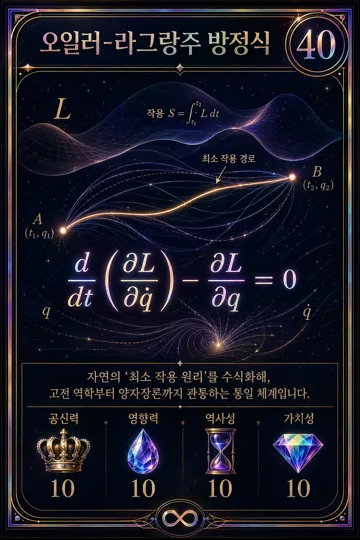 오일러-라그랑주 방정식
40
L
작용 S = ∫_{t₁}^{t₂} L dt
최소 작용 경로
B
(t₂, q₂)
A
(t₁, q₁)
d/dt (∂L/∂q̇) − ∂L/∂q = 0
q
q̇
자연의 '최소 작용 원리'를 수식화해,
고전 역학부터 양자장론까지 관통하는 통일 체계입니다.
공신력 영향력 역사성 가치성
10 10 10 10
∞